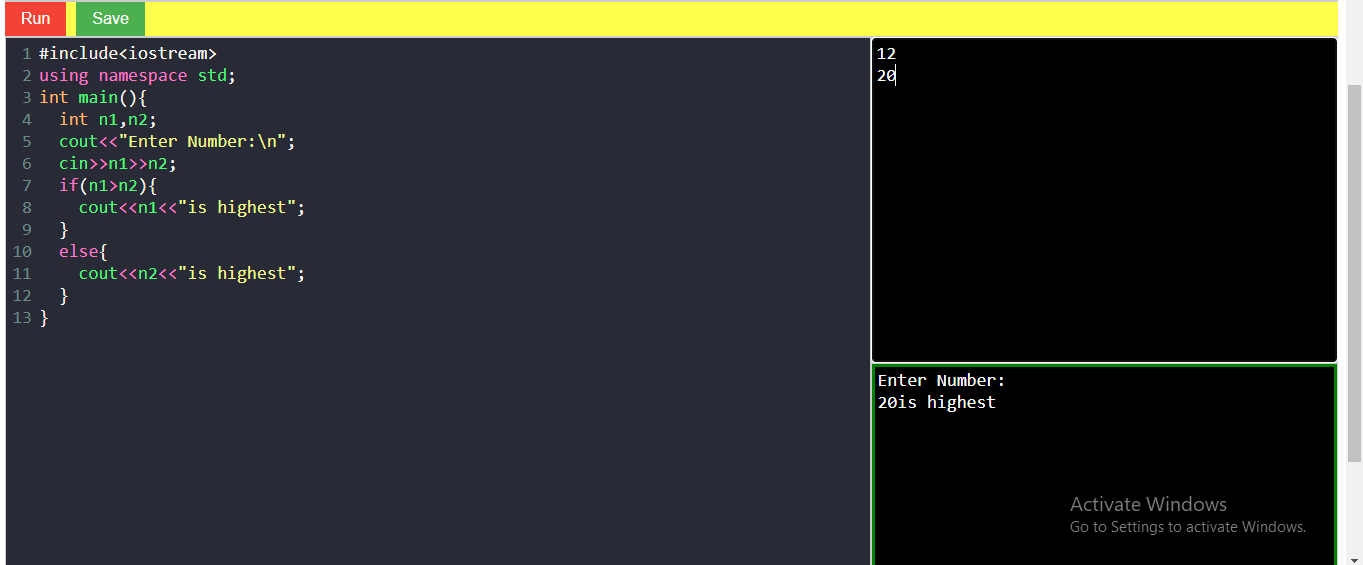 Run Save
1 #include<iostream>
2 using namespace std;
3 int main(){
4   int n1,n2;
5   cout<<"Enter Number:\n";
6   cin>>n1>>n2;
7   if(n1>n2){
8     cout<<n1<<"is highest";
9   }
10   else{
11     cout<<n2<<"is highest";
12   }
13 }
12
20
Enter Number:
20is highest
Activate Windows
Go to Settings to activate Windows.